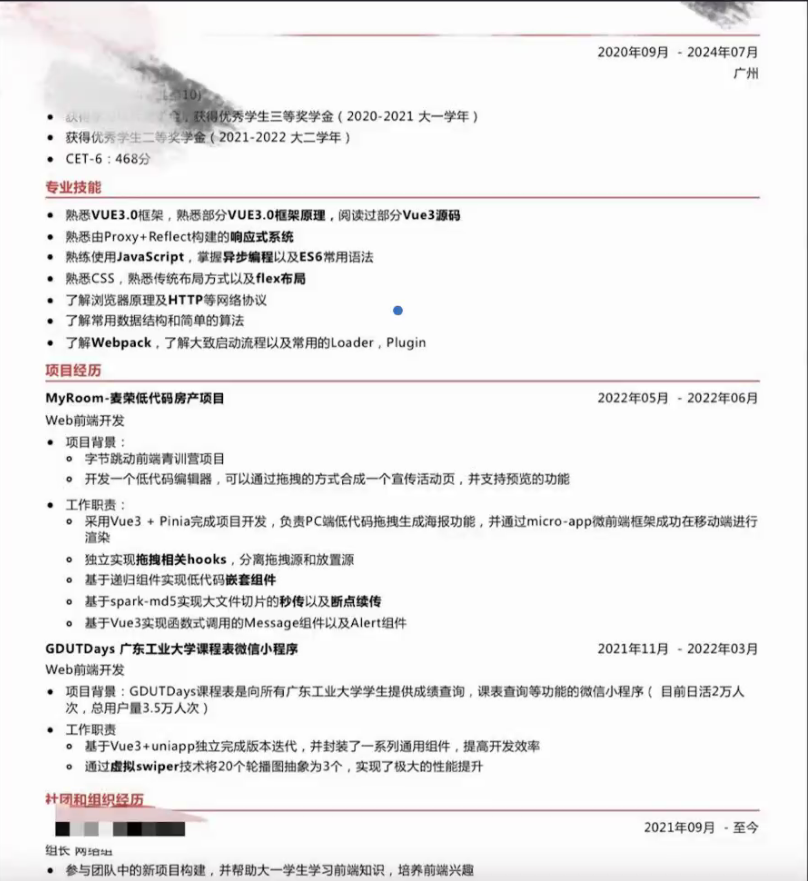 2020年09月 - 2024年07月
广州
10)
获得 ，获得优秀学生三等奖学金（2020-2021 大一学年）
获得优秀学生二等奖学金（2021-2022 大二学年）
CET-6：468分
专业技能
熟悉VUE3.0框架，熟悉部分VUE3.0框架原理，阅读过部分Vue3源码
熟悉由Proxy+Reflect构建的响应式系统
熟练使用JavaScript，掌握异步编程以及ES6常用语法
熟悉CSS，熟悉传统布局方式以及flex布局
了解浏览器原理及HTTP等网络协议
了解常用数据结构和简单的算法
了解Webpack，了解大致启动流程以及常用的Loader，Plugin
项目经历
MyRoom-麦荣低代码房产项目 2022年05月 - 2022年06月
Web前端开发
项目背景：
字节跳动前端青训营项目
开发一个低代码编辑器，可以通过拖拽的方式合成一个宣传活动页，并支持预览的功能
工作职责：
采用Vue3 + Pinia完成项目开发，负责PC端低代码拖拽生成海报功能，并通过micro-app微前端框架成功在移动端进行
渲染
独立实现拖拽相关hooks，分离拖拽源和放置源
基于递归组件实现低代码嵌套组件
基于spark-md5实现大文件切片的秒传以及断点续传
基于Vue3实现函数式调用的Message组件以及Alert组件
GDUTDays 广东工业大学课程表微信小程序 2021年11月 - 2022年03月
Web前端开发
项目背景：GDUTDays课程表是向所有广东工业大学学生提供成绩查询，课表查询等功能的微信小程序（ 目前日活2万人
次，总用户量3.5万人次）
工作职责
基于Vue3+uniapp独立完成版本迭代，并封装了一系列通用组件，提高开发效率
通过虚拟swiper技术将20个轮播图抽象为3个，实现了极大的性能提升
社团和组织经历
2021年09月 - 至今
组长 网络组
参与团队中的新项目构建，并帮助大一学生学习前端知识，培养前端兴趣